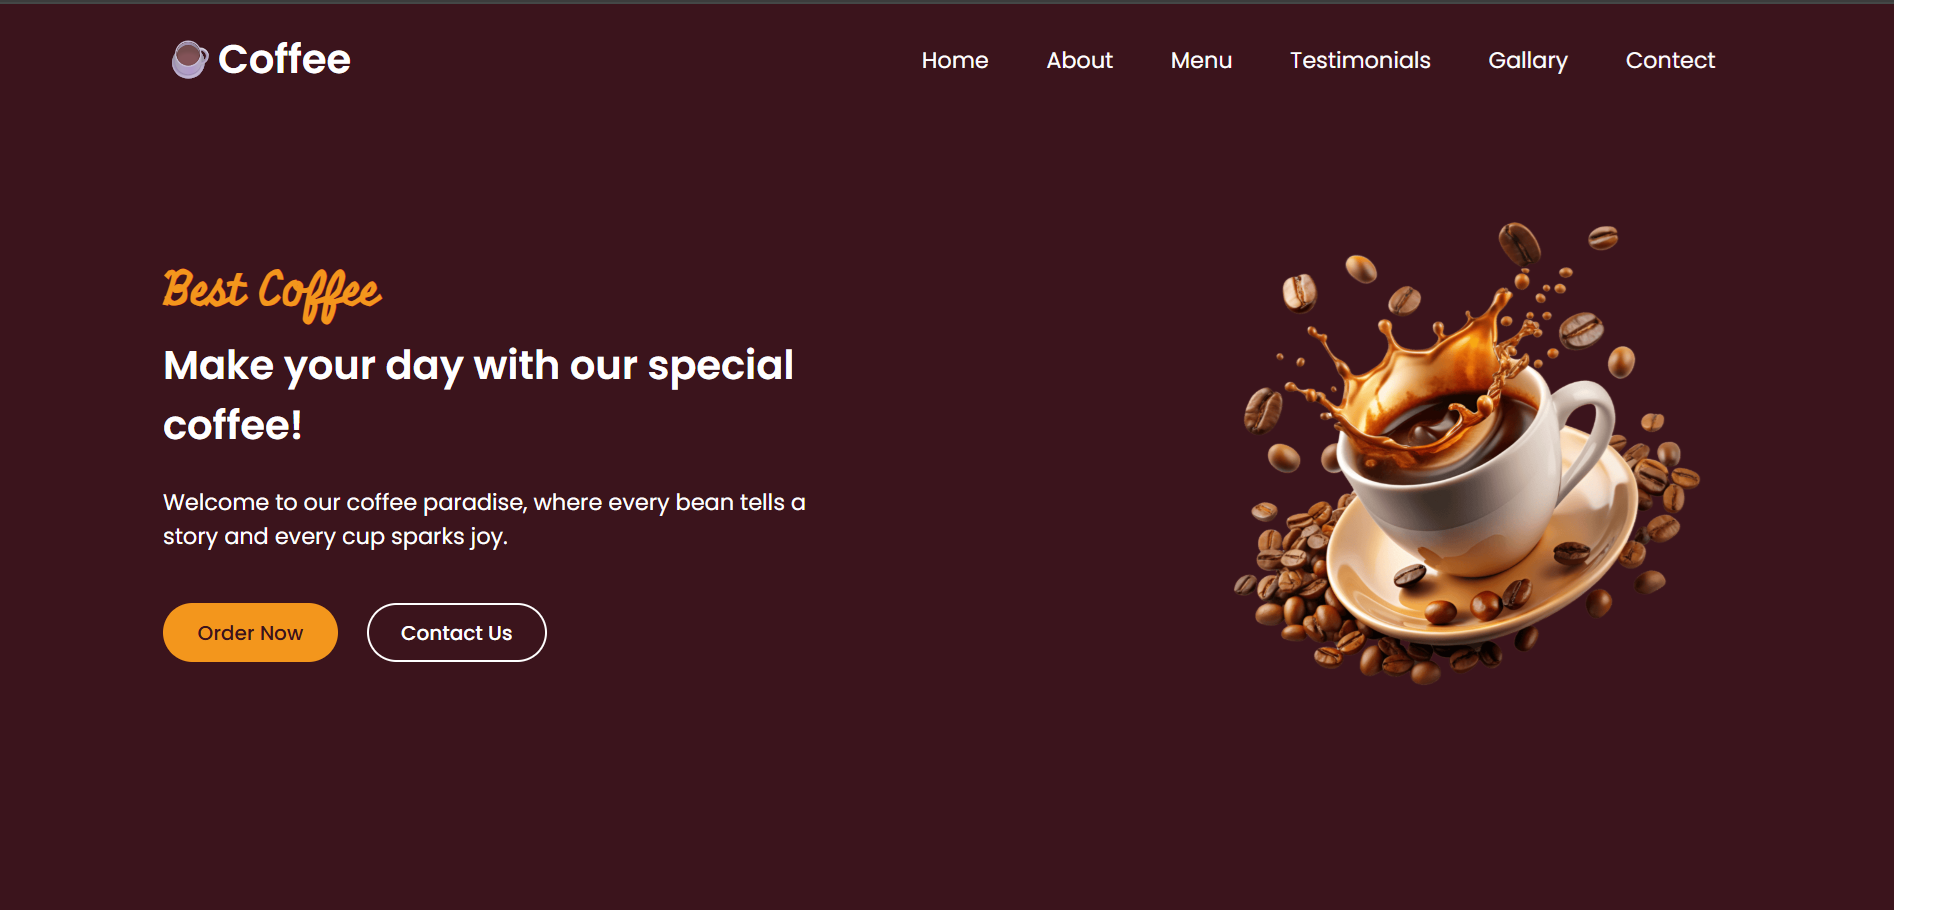 Coffee
Home About Menu Testimonials Gallary Contect
Best Coffee
Make your day with our special
coffee!
Welcome to our coffee paradise, where every bean tells a
story and every cup sparks joy.
Order Now Contact Us